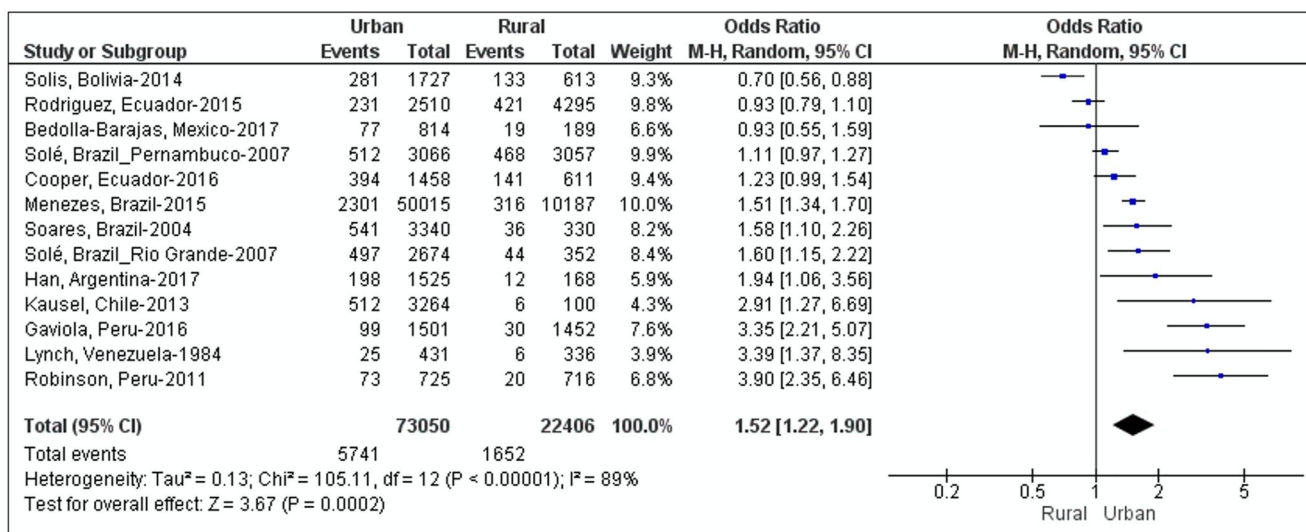 Urban Rural Odds Ratio Odds Ratio
Study or Subgroup Events Total Events Total Weight M-H, Random, 95% CI M-H, Random, 95% CI
Solis, Bolivia-2014 281 1727 133 613 9.3% 0.70 [0.56, 0.88]
Rodriguez, Ecuador-2015 231 2510 421 4295 9.8% 0.93 [0.79, 1.10]
Bedolla-Barajas, Mexico-2017 77 814 19 189 6.6% 0.93 [0.55, 1.59]
Solé, Brazil_Pernambuco-2007 512 3066 468 3057 9.9% 1.11 [0.97, 1.27]
Cooper, Ecuador-2016 394 1458 141 611 9.4% 1.23 [0.99, 1.54]
Menezes, Brazil-2015 2301 50015 316 10187 10.0% 1.51 [1.34, 1.70]
Soares, Brazil-2004 541 3340 36 330 8.2% 1.58 [1.10, 2.26]
Solé, Brazil_Rio Grande-2007 497 2674 44 352 8.4% 1.60 [1.15, 2.22]
Han, Argentina-2017 198 1525 12 168 5.9% 1.94 [1.06, 3.56]
Kausel, Chile-2013 512 3264 6 100 4.3% 2.91 [1.27, 6.69]
Gaviola, Peru-2016 99 1501 30 1452 7.6% 3.35 [2.21, 5.07]
Lynch, Venezuela-1984 25 431 6 336 3.9% 3.39 [1.37, 8.35]
Robinson, Peru-2011 73 725 20 716 6.8% 3.90 [2.35, 6.46]
Total (95% CI) 73050 22406 100.0% 1.52 [1.22, 1.90]
Total events 5741 1652
Heterogeneity: Tau² = 0.13; Chi² = 105.11, df = 12 (P < 0.00001); I² = 89%
Test for overall effect: Z = 3.67 (P = 0.0002)
0.2 0.5 1 2 5
Rural Urban